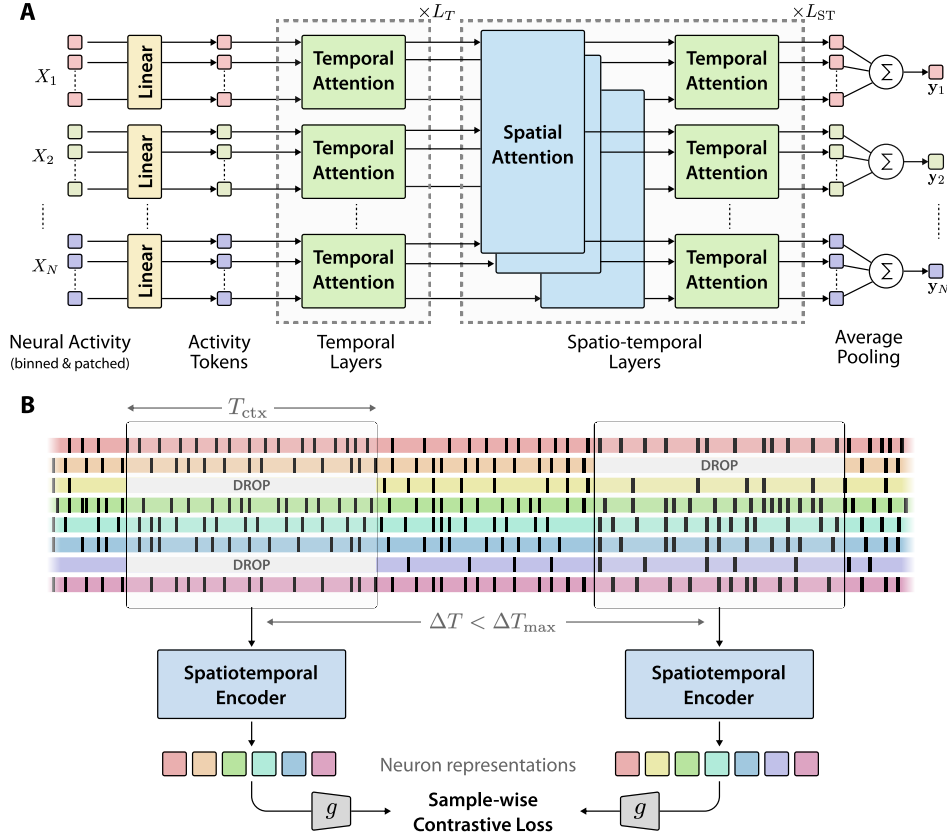 A
×L_T
×L_ST
X_1
Linear
Temporal
Attention
Spatial
Attention
Temporal
Attention
Σ
y_1
X_2
Linear
Temporal
Attention
Temporal
Attention
Σ
y_2
X_N
Linear
Temporal
Attention
Temporal
Attention
Σ
y_N
Neural Activity
(binned & patched)
Activity
Tokens
Temporal
Layers
Spatio-temporal
Layers
Average
Pooling
B
T_ctx
DROP
DROP
DROP
ΔT < ΔT_max
Spatiotemporal
Encoder
Spatiotemporal
Encoder
Neuron representations
g
Sample-wise
Contrastive Loss
g